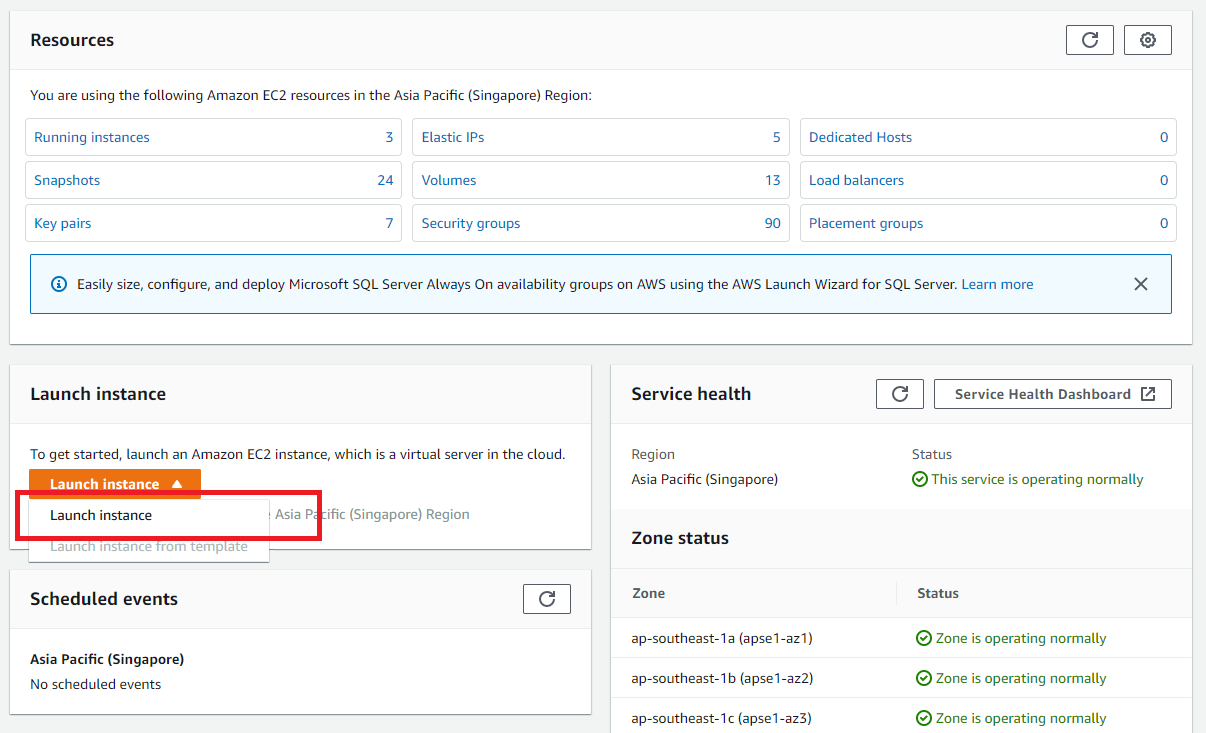 Resources
You are using the following Amazon EC2 resources in the Asia Pacific (Singapore) Region:
Running instances 3
Elastic IPs 5
Dedicated Hosts 0
Snapshots 24
Volumes 13
Load balancers 0
Key pairs 7
Security groups 90
Placement groups 0
Easily size, configure, and deploy Microsoft SQL Server Always On availability groups on AWS using the AWS Launch Wizard for SQL Server. Learn more
Launch instance
To get started, launch an Amazon EC2 instance, which is a virtual server in the cloud.
Launch instance
Launch instance
Asia Pacific (Singapore) Region
Launch instance from template
Scheduled events
Asia Pacific (Singapore)
No scheduled events
Service health
Service Health Dashboard
Region
Status
Asia Pacific (Singapore)
This service is operating normally
Zone status
Zone
Status
ap-southeast-1a (apse1-az1)
Zone is operating normally
ap-southeast-1b (apse1-az2)
Zone is operating normally
ap-southeast-1c (apse1-az3)
Zone is operating normally